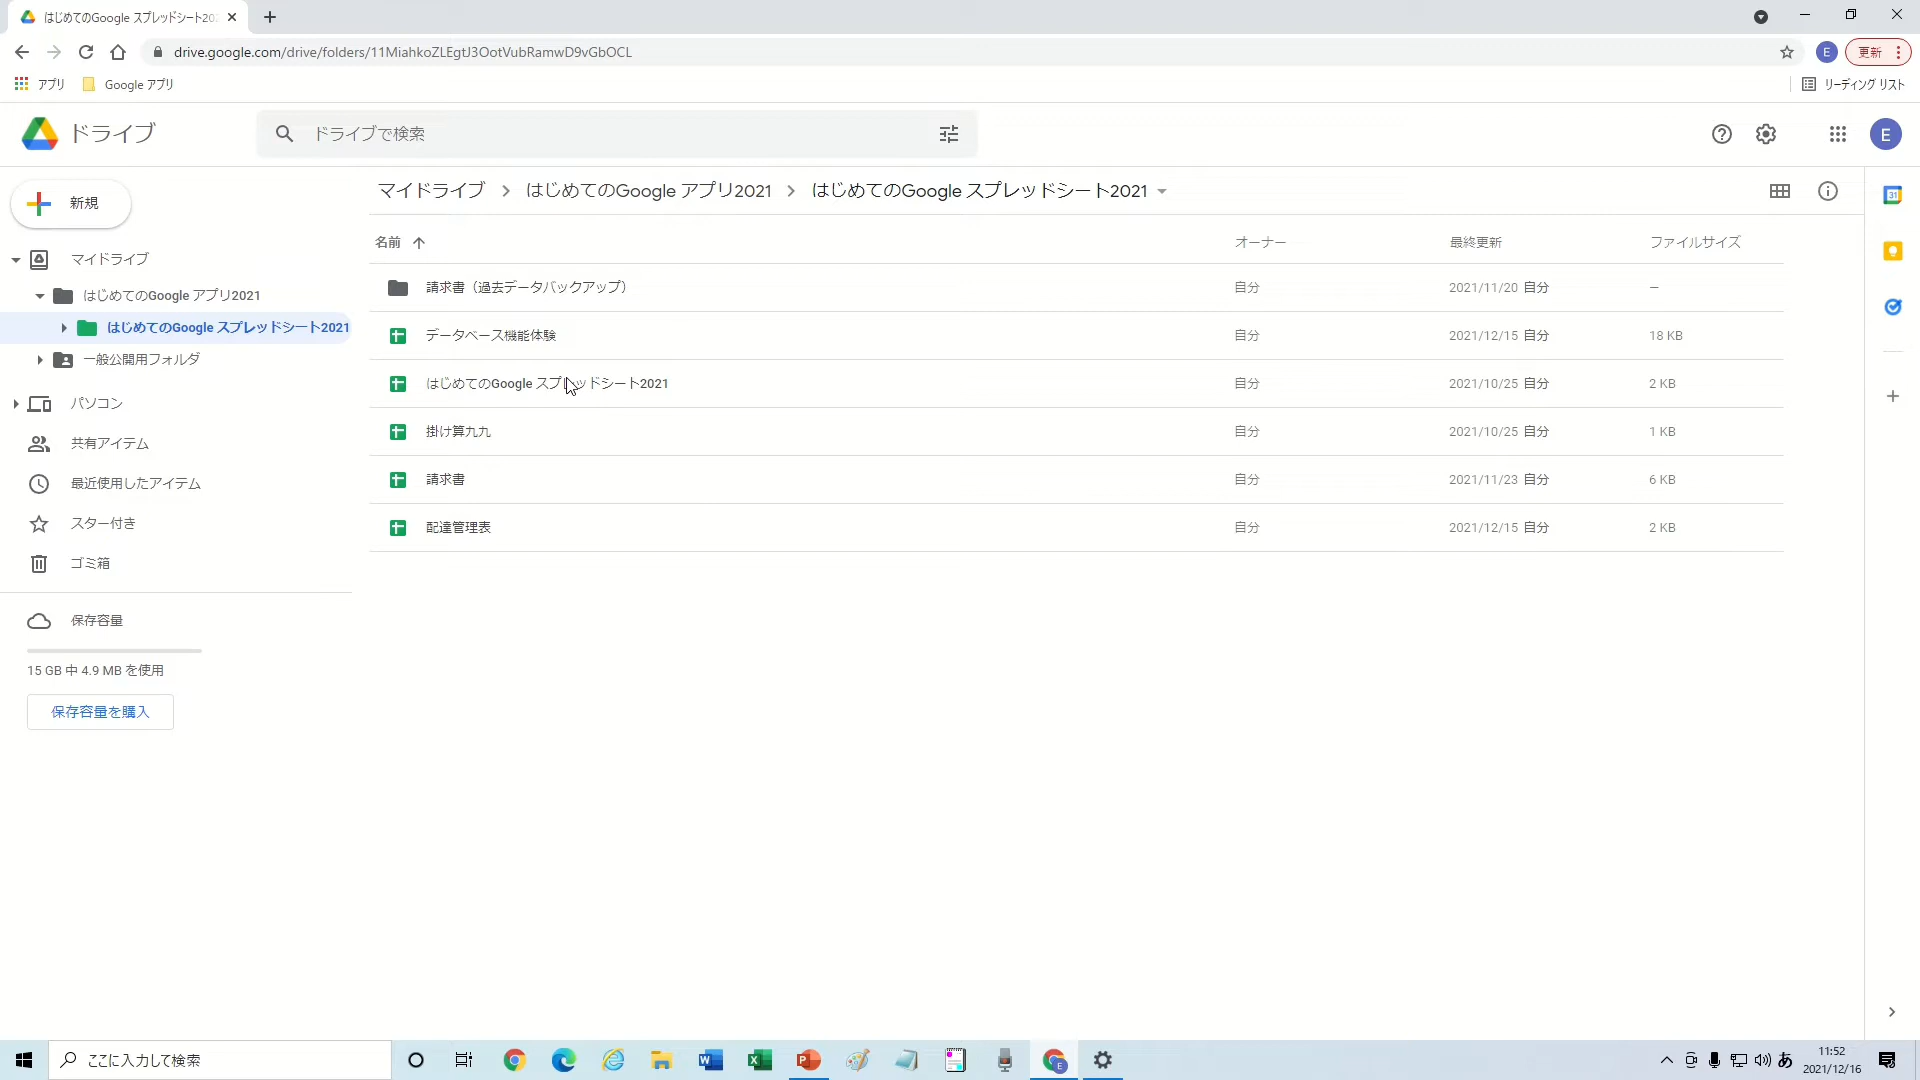 はじめてのGoogle スプレッドシート202
drive.google.com/drive/folders/11MiahkoZLEgtJ3OotVubRamwD9vGbOCL
E
更新
アプリ
Google アプリ
リーディング リスト
ドライブ
ドライブで検索
E
新規
マイドライブ
はじめてのGoogle アプリ2021
はじめてのGoogle スプレッドシート2021
一般公開用フォルダ
パソコン
共有アイテム
最近使用したアイテム
スター付き
ゴミ箱
保存容量
15 GB 中 4.9 MB を使用
保存容量を購入
マイドライブ > はじめてのGoogle アプリ2021 > はじめてのGoogle スプレッドシート2021
名前 オーナー 最終更新 ファイルサイズ
請求書（過去データバックアップ） 自分 2021/11/20 自分 —
データベース機能体験 自分 2021/12/15 自分 18 KB
はじめてのGoogle スプレッドシート2021 自分 2021/10/25 自分 2 KB
掛け算九九 自分 2021/10/25 自分 1 KB
請求書 自分 2021/11/23 自分 6 KB
配達管理表 自分 2021/12/15 自分 2 KB
31
ここに入力して検索
あ
11:52
2021/12/16